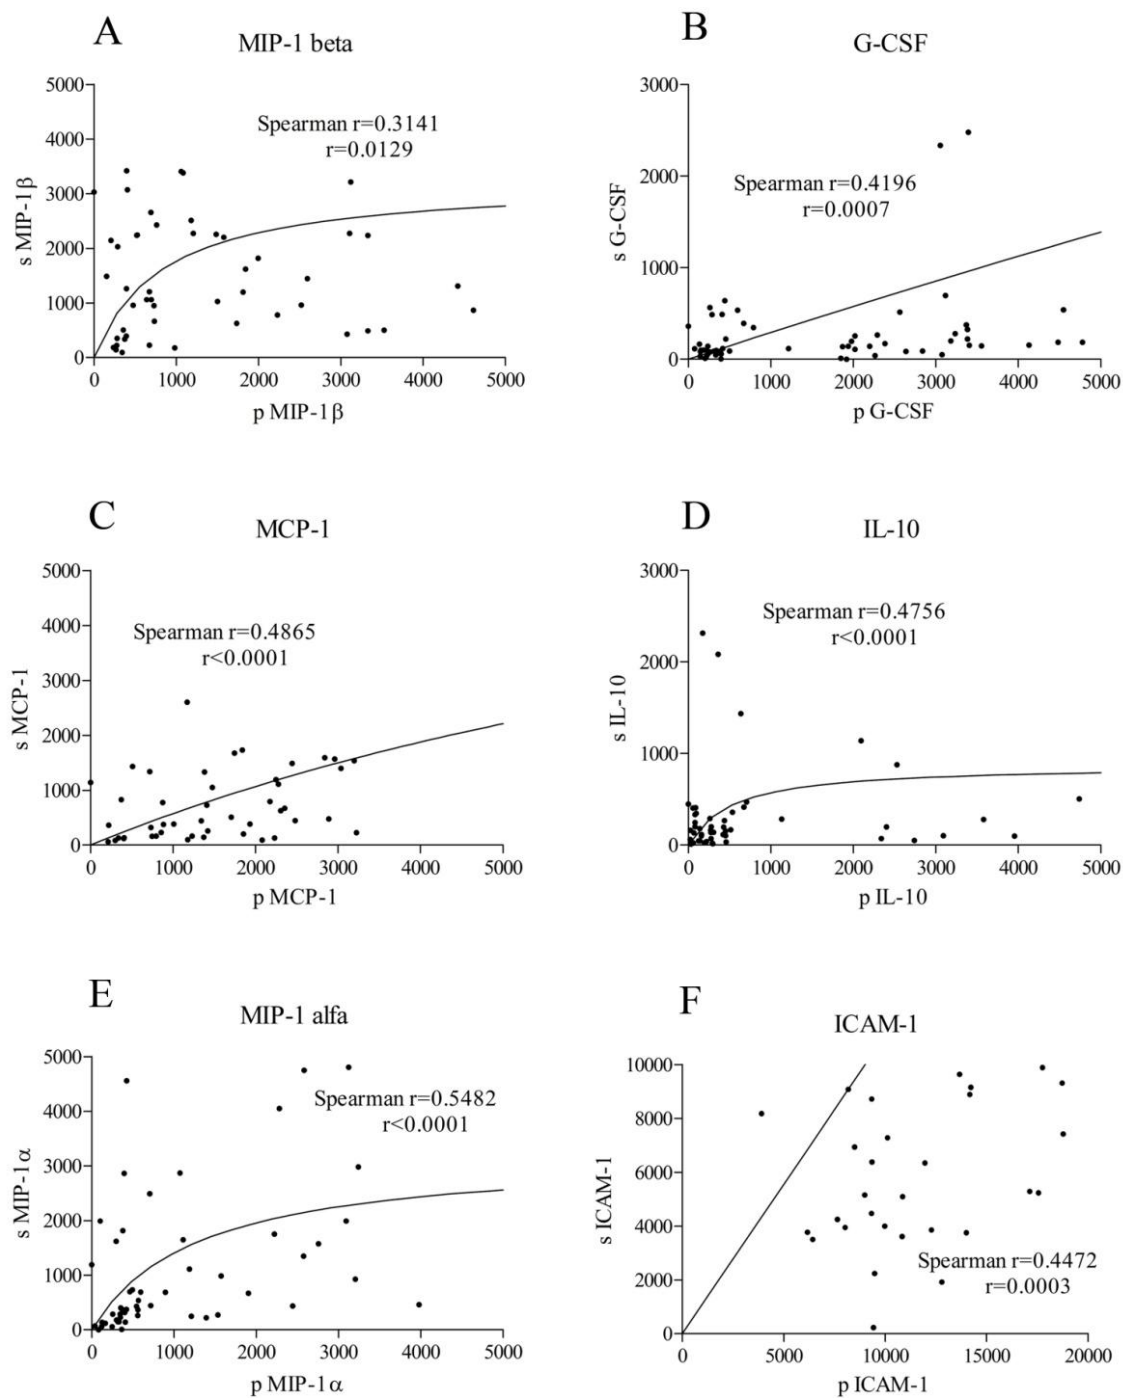 A
MIP-1 beta
5000
4000
3000
2000
1000
0
s MIP-1β
Spearman r=0.3141
r=0.0129
0 1000 2000 3000 4000 5000
p MIP-1β
B
G-CSF
3000
2000
1000
0
s G-CSF
Spearman r=0.4196
r=0.0007
0 1000 2000 3000 4000 5000
p G-CSF
C
MCP-1
5000
4000
3000
2000
1000
0
s MCP-1
Spearman r=0.4865
r<0.0001
0 1000 2000 3000 4000 5000
p MCP-1
D
IL-10
3000
2000
1000
0
s IL-10
Spearman r=0.4756
r<0.0001
0 1000 2000 3000 4000 5000
p IL-10
E
MIP-1 alfa
5000
4000
3000
2000
1000
0
s MIP-1α
Spearman r=0.5482
r<0.0001
0 1000 2000 3000 4000 5000
p MIP-1α
F
ICAM-1
10000
8000
6000
4000
2000
0
s ICAM-1
Spearman r=0.4472
r=0.0003
0 5000 10000 15000 20000
p ICAM-1